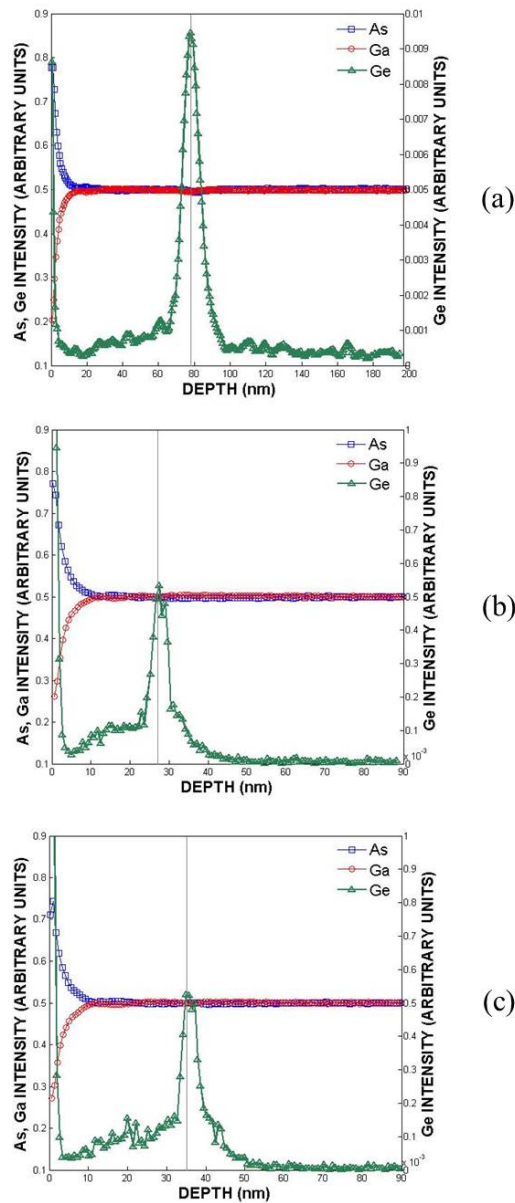 As
Ga
Ge
As, Ge INTENSITY (ARBITRARY UNITS)
0.9
0.8
0.7
0.6
0.5
0.4
0.3
0.2
0.1
Ge INTENSITY (ARBITRARY UNITS)
0.01
0.009
0.008
0.007
0.006
0.005
0.004
0.003
0.002
0.001
0
0 20 40 60 80 100 120 140 160 180 200
DEPTH (nm)
(a)
As
Ga
Ge
As, Ga INTENSITY (ARBITRARY UNITS)
0.9
0.8
0.7
0.6
0.5
0.4
0.3
0.2
0.1
Ge INTENSITY (ARBITRARY UNITS)
1
0.9
0.8
0.7
0.6
0.5
0.4
0.3
0.2
0.1
0
x 10⁻³
0 10 20 30 40 50 60 70 80 90
DEPTH (nm)
(b)
As
Ga
Ge
As, Ga INTENSITY (ARBITRARY UNITS)
0.9
0.8
0.7
0.6
0.5
0.4
0.3
0.2
0.1
Ge INTENSITY (ARBITRARY UNITS)
1
0.9
0.8
0.7
0.6
0.5
0.4
0.3
0.2
0.1
0
x 10⁻³
0 10 20 30 40 50 60 70 80 90
DEPTH (nm)
(c)